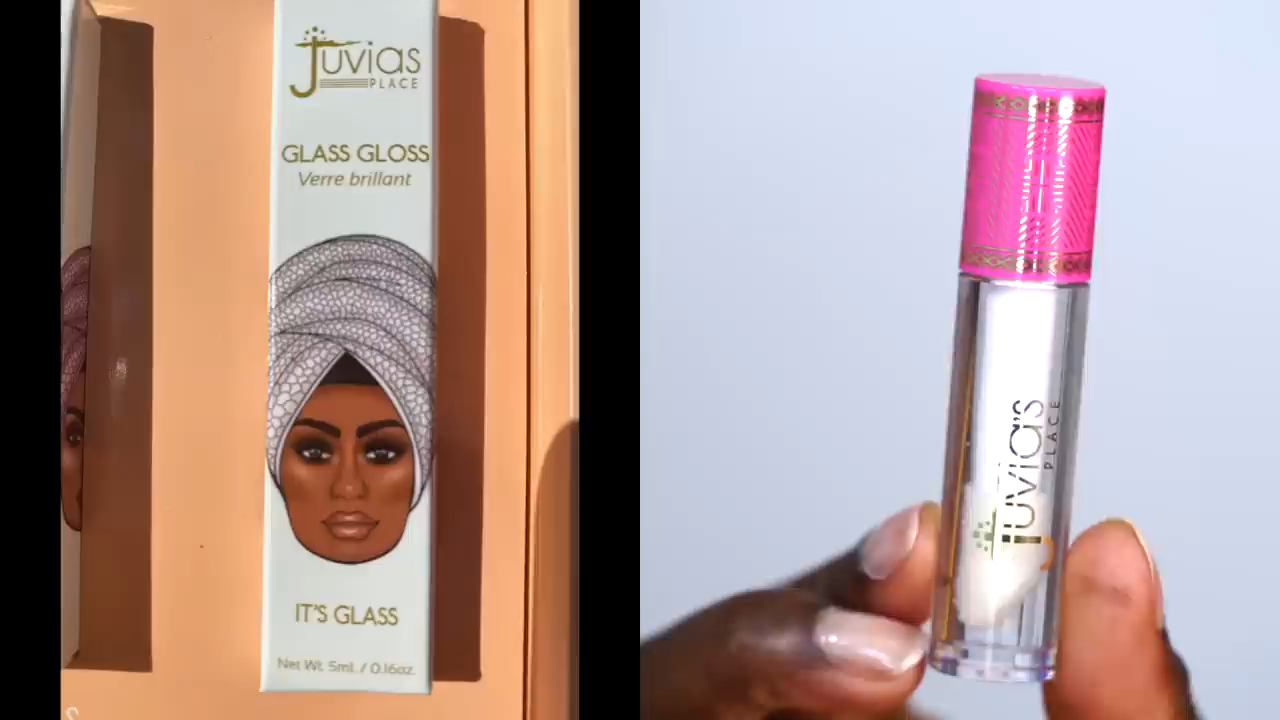 Juvias
PLACE
GLASS GLOSS
Verre brillant
IT'S GLASS
Net Wt. 5ml. / 0.16oz.
Juvia's
PLACE